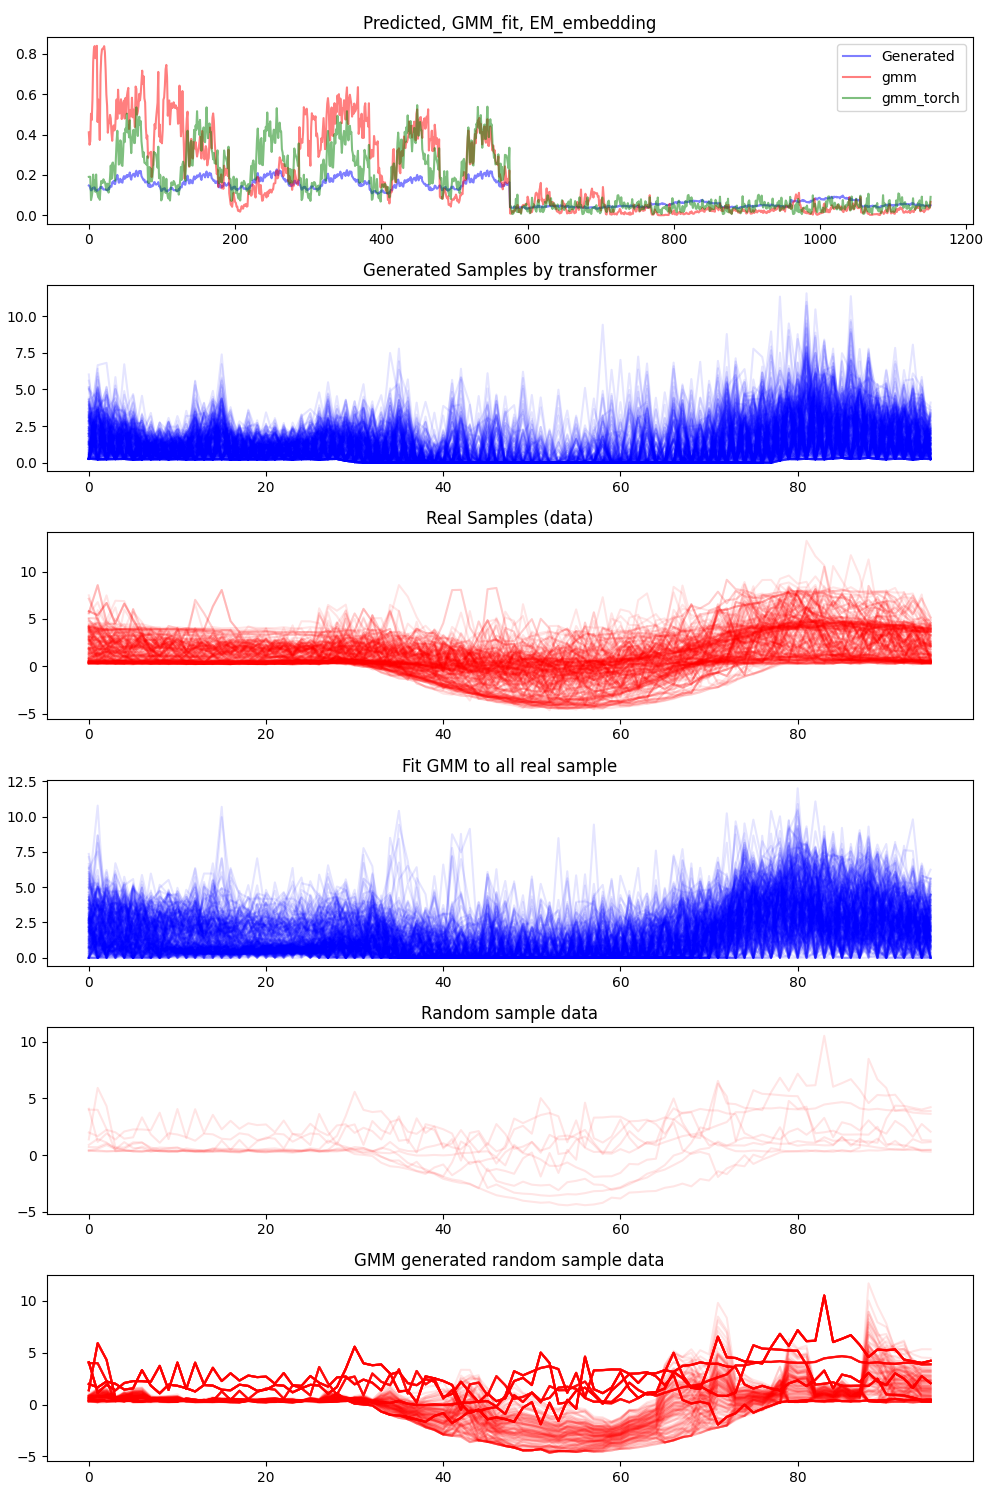 Predicted, GMM_fit, EM_embedding
0.8
0.6
0.4
0.2
0.0
Generated
gmm
gmm_torch
0 200 400 600 800 1000 1200
Generated Samples by transformer
10.0
7.5
5.0
2.5
0.0
0 20 40 60 80
Real Samples (data)
10
5
0
−5
0 20 40 60 80
Fit GMM to all real sample
12.5
10.0
7.5
5.0
2.5
0.0
0 20 40 60 80
Random sample data
10
5
0
−5
0 20 40 60 80
GMM generated random sample data
10
5
0
−5
0 20 40 60 80